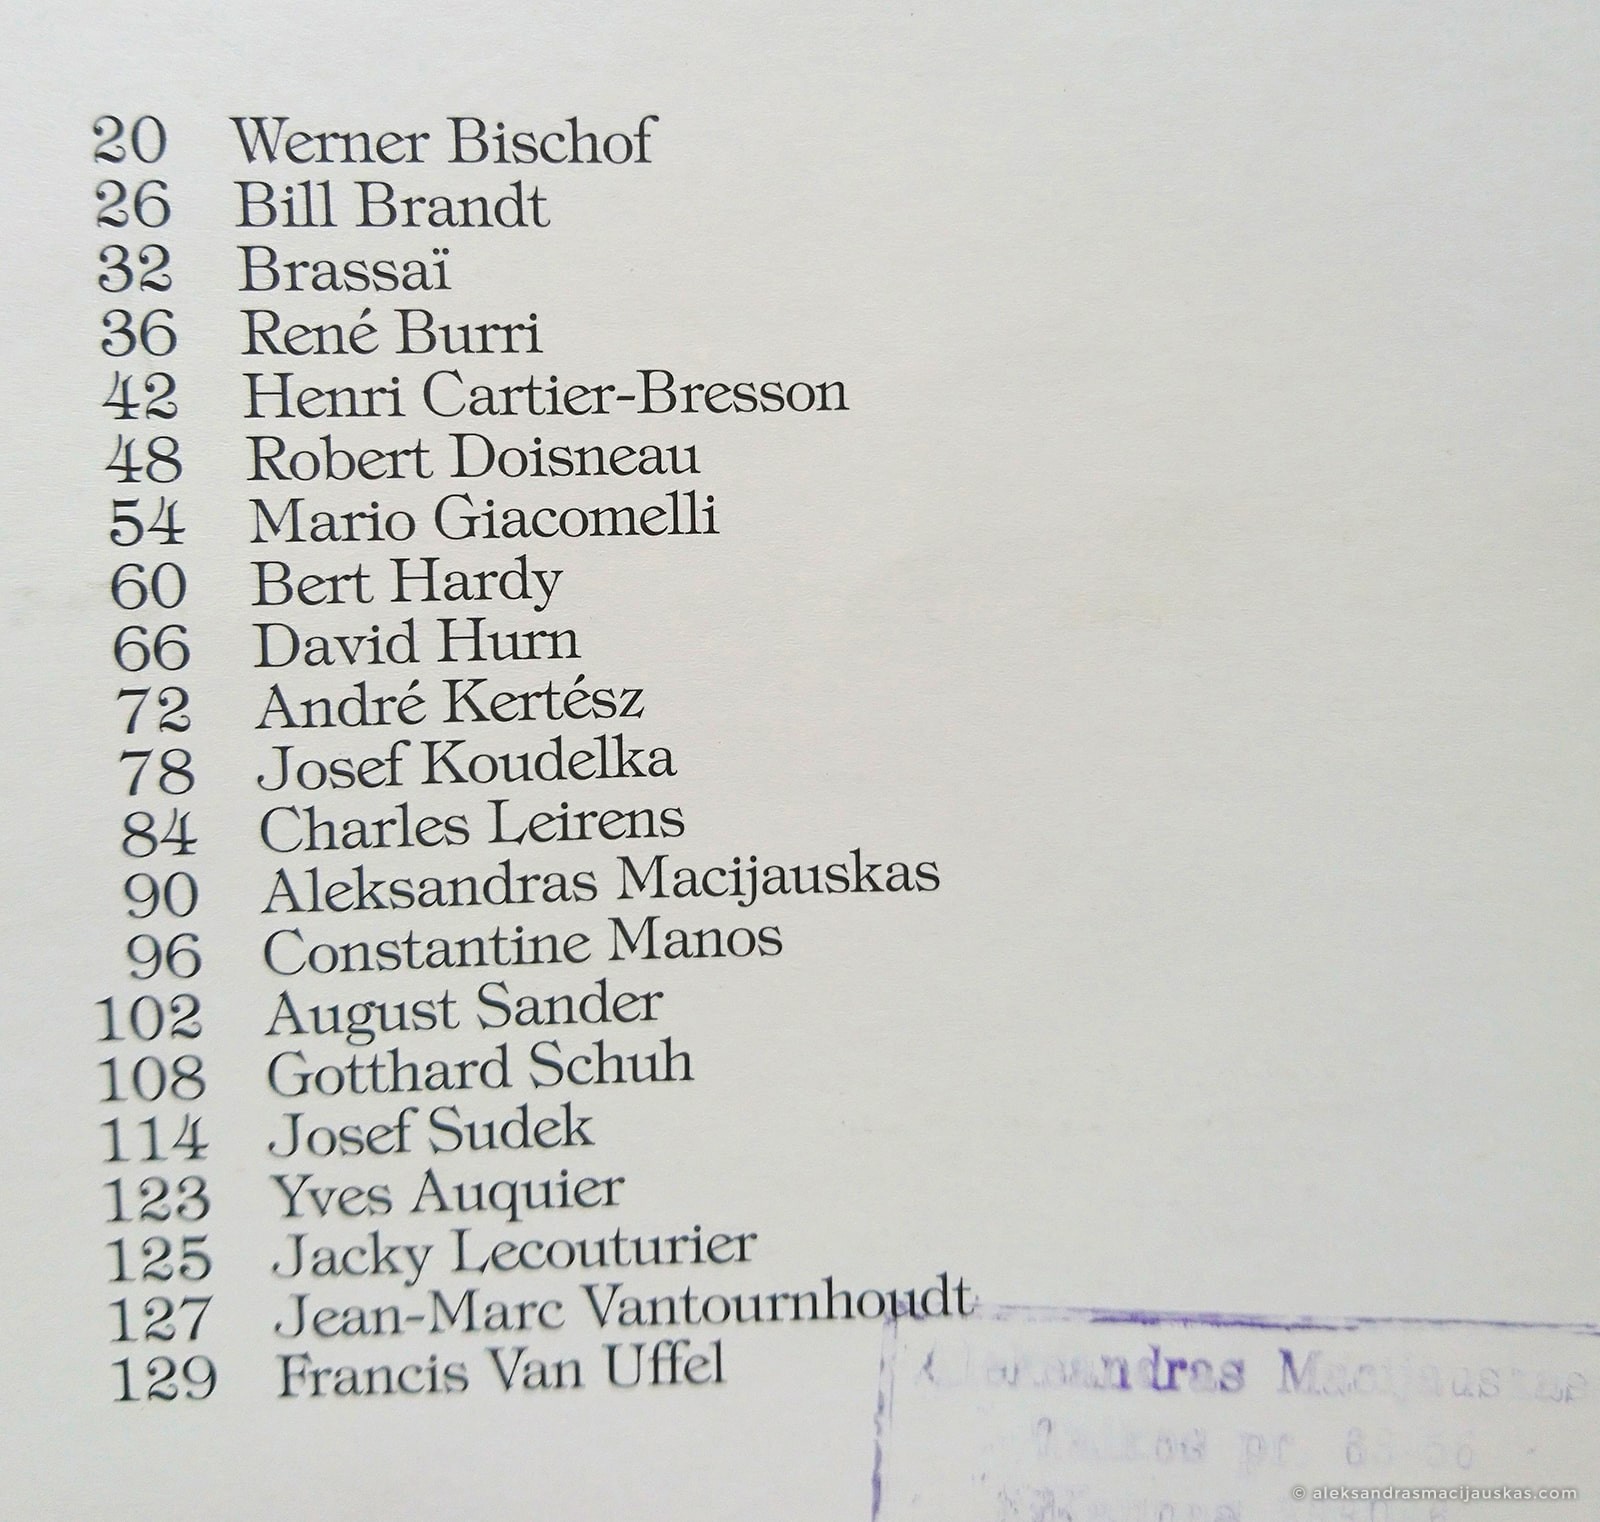 20 Werner Bischof
26 Bill Brandt
32 Brassaï
36 René Burri
42 Henri Cartier-Bresson
48 Robert Doisneau
54 Mario Giacomelli
60 Bert Hardy
66 David Hurn
72 André Kertész
78 Josef Koudelka
84 Charles Leirens
90 Aleksandras Macijauskas
96 Constantine Manos
102 August Sander
108 Gotthard Schuh
114 Josef Sudek
123 Yves Auquier
125 Jacky Lecouturier
127 Jean-Marc Vantournhoudt
129 Francis Van Uffel
Aleksandras Macijauskas
© aleksandrasmacijauskas.com